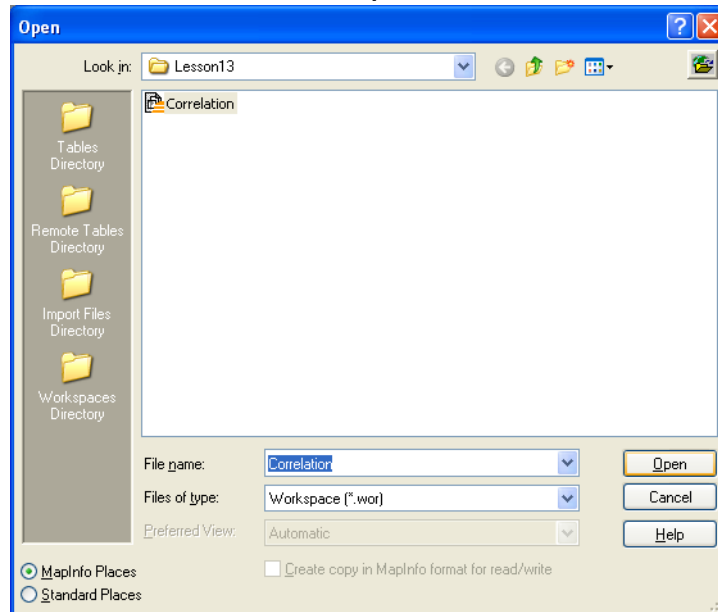 Open
Look in:
Lesson13
Correlation
Tables
Directory
Remote Tables
Directory
Import Files
Directory
Workspaces
Directory
File name:
Correlation
Open
Files of type:
Workspace (*.wor)
Cancel
Preferred View:
Automatic
Help
MapInfo Places
Create copy in MapInfo format for read/write
Standard Places